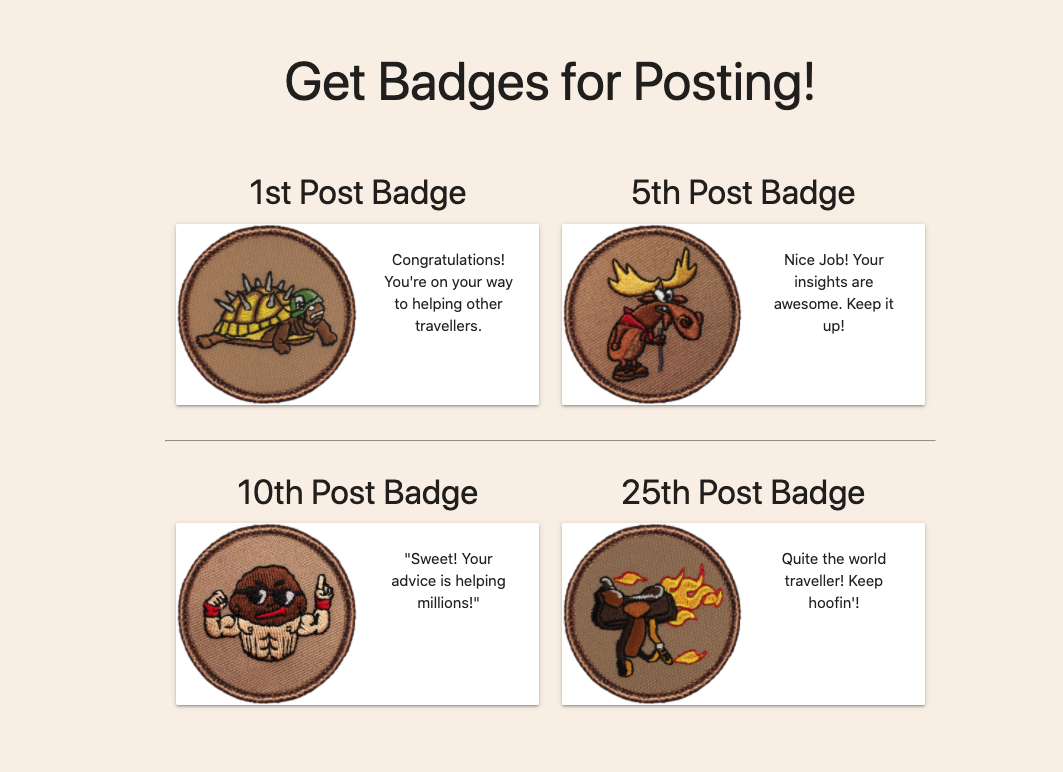 Get Badges for Posting!
1st Post Badge
Congratulations!
You're on your way
to helping other
travellers.
5th Post Badge
Nice Job! Your
insights are
awesome. Keep it
up!
10th Post Badge
"Sweet! Your
advice is helping
millions!"
25th Post Badge
Quite the world
traveller! Keep
hoofin'!